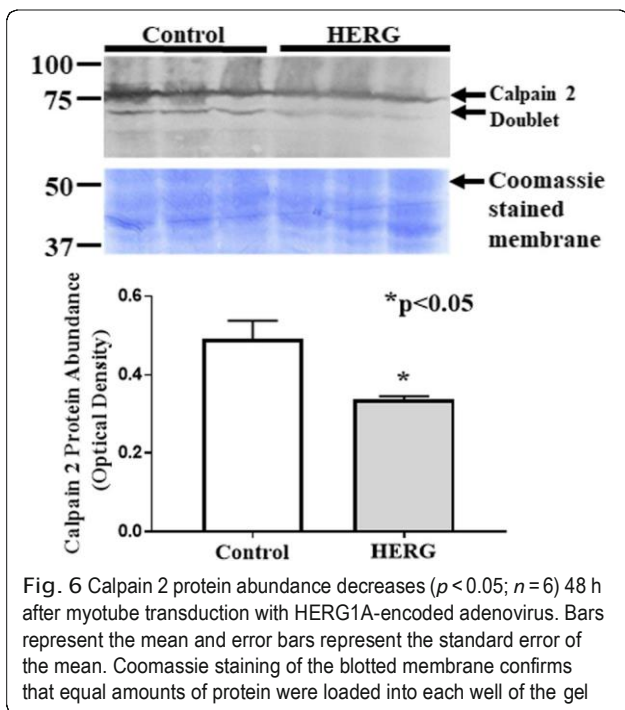 Control HERG
100
75
Calpain 2
Doublet
50
Coomassie
stained
membrane
37
Calpain 2 Protein Abundance
(Optical Density)
0.6
*p<0.05
0.4
*
0.2
0.0
Control HERG
Fig. 6 Calpain 2 protein abundance decreases (p < 0.05; n = 6) 48 h
after myotube transduction with HERG1A-encoded adenovirus. Bars
represent the mean and error bars represent the standard error of
the mean. Coomassie staining of the blotted membrane confirms
that equal amounts of protein were loaded into each well of the gel